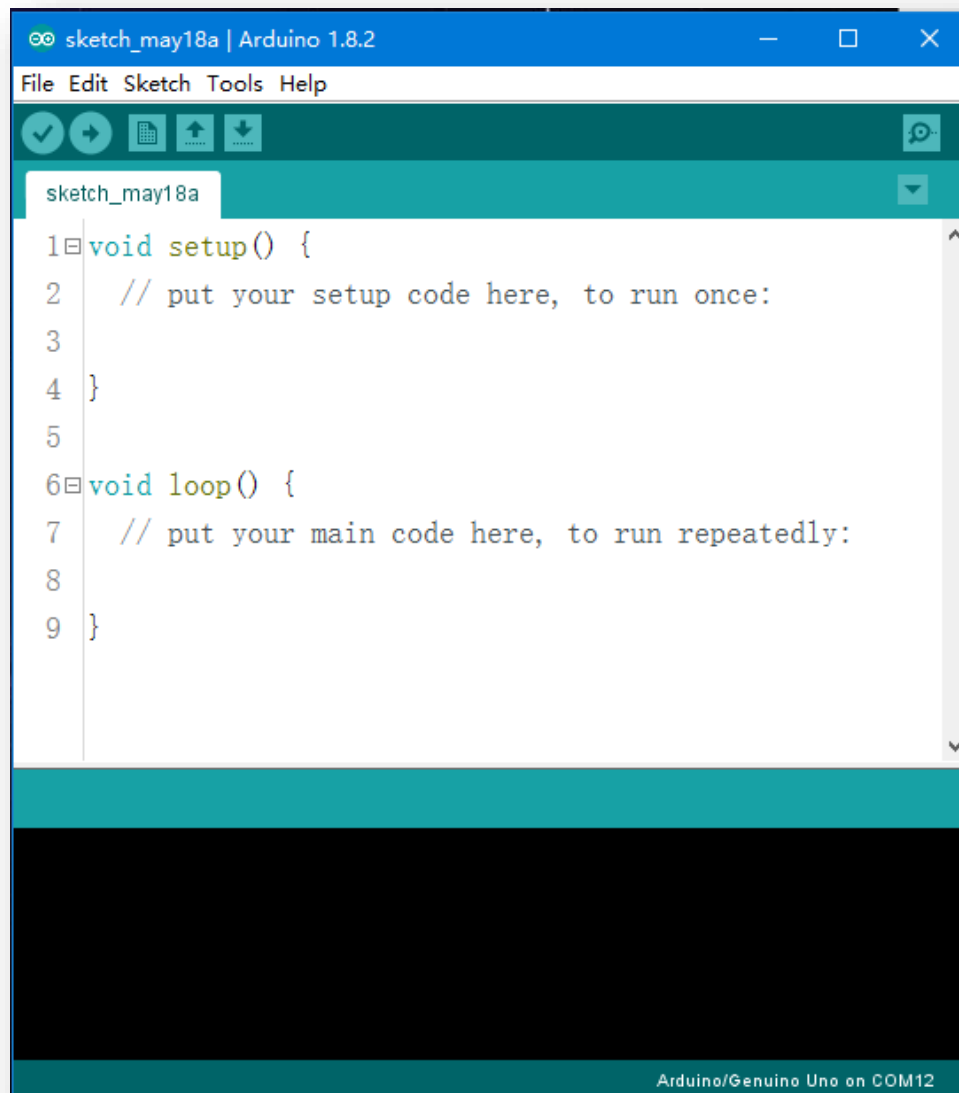 sketch_may18a | Arduino 1.8.2
File Edit Sketch Tools Help
sketch_may18a
1 void setup() {
2   // put your setup code here, to run once:
3
4 }
5
6 void loop() {
7   // put your main code here, to run repeatedly:
8
9 }
Arduino/Genuino Uno on COM12